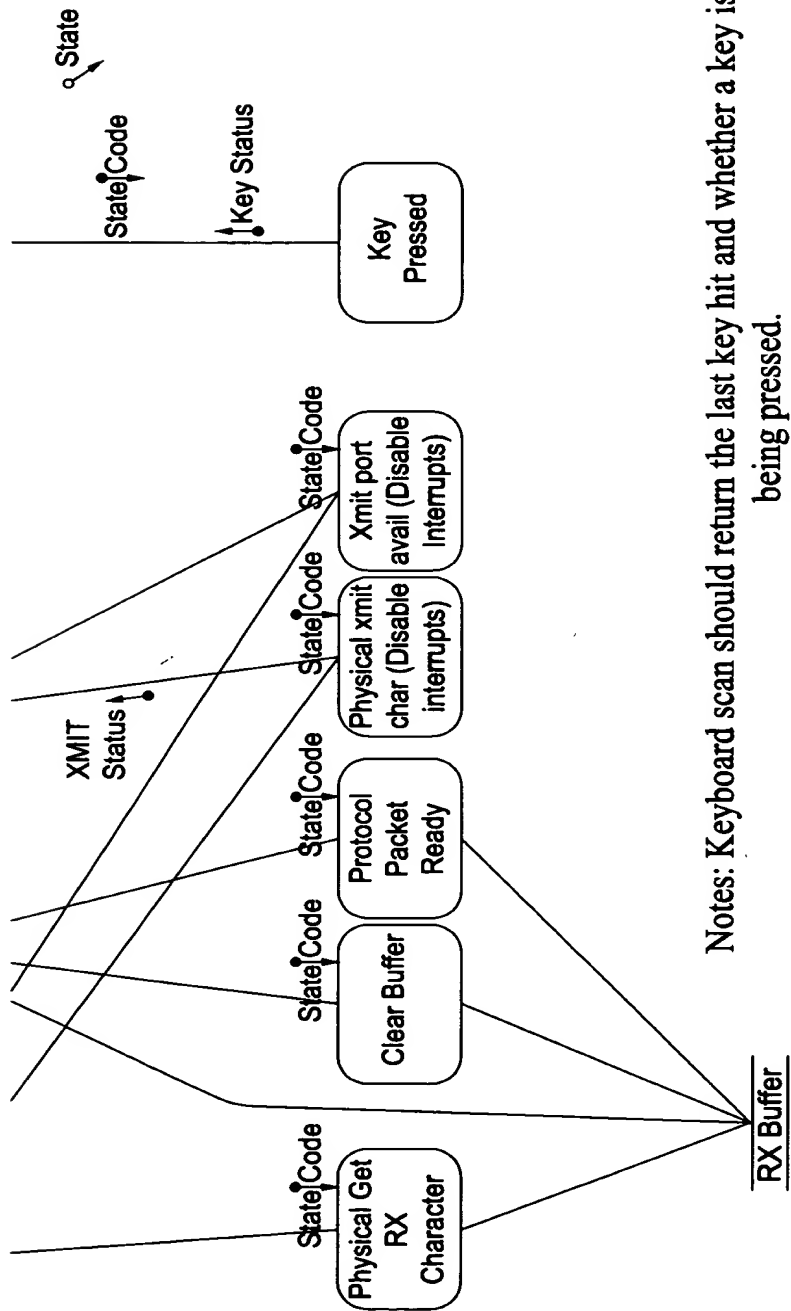 State
State Code
Key Status
XMIT
Status
State Code
Physical Get
RX
Character
State Code
Clear Buffer
State Code
Protocol
Packet
Ready
State Code
Physical xmit
char (Disable
interrupts)
State Code
Xmit port
avail (Disable
Interrupts)
Key
Pressed
RX Buffer
Notes: Keyboard scan should return the last key hit and whether a key is
being pressed.